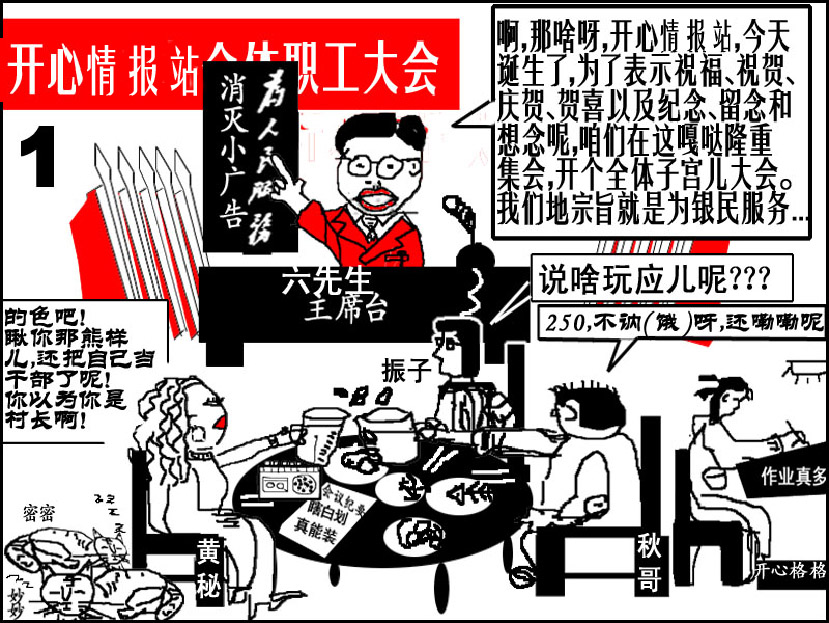 开心情报站全体职工大会
1
消灭小广告
为人民服务
啊,那啥呀,开心情报站,今天
诞生了,为了表示祝福、祝贺、
庆贺、贺喜以及纪念、留念和
想念呢,咱们在这嘎哒隆重
集会,开个全体子宫儿大会。
我们地宗旨就是为银民服务...
六先生
主席台
说啥玩应儿呢???
250,不讷(饿)呀,还嘞嘞呢
的色吧!
瞅你那熊样
儿,还把自己当
干部了呢!
你以为你是
村长啊!
振子
会议纪要
瞎白划
真能装
作业真多
密密
妙妙
黄秘
秋哥
开心格格